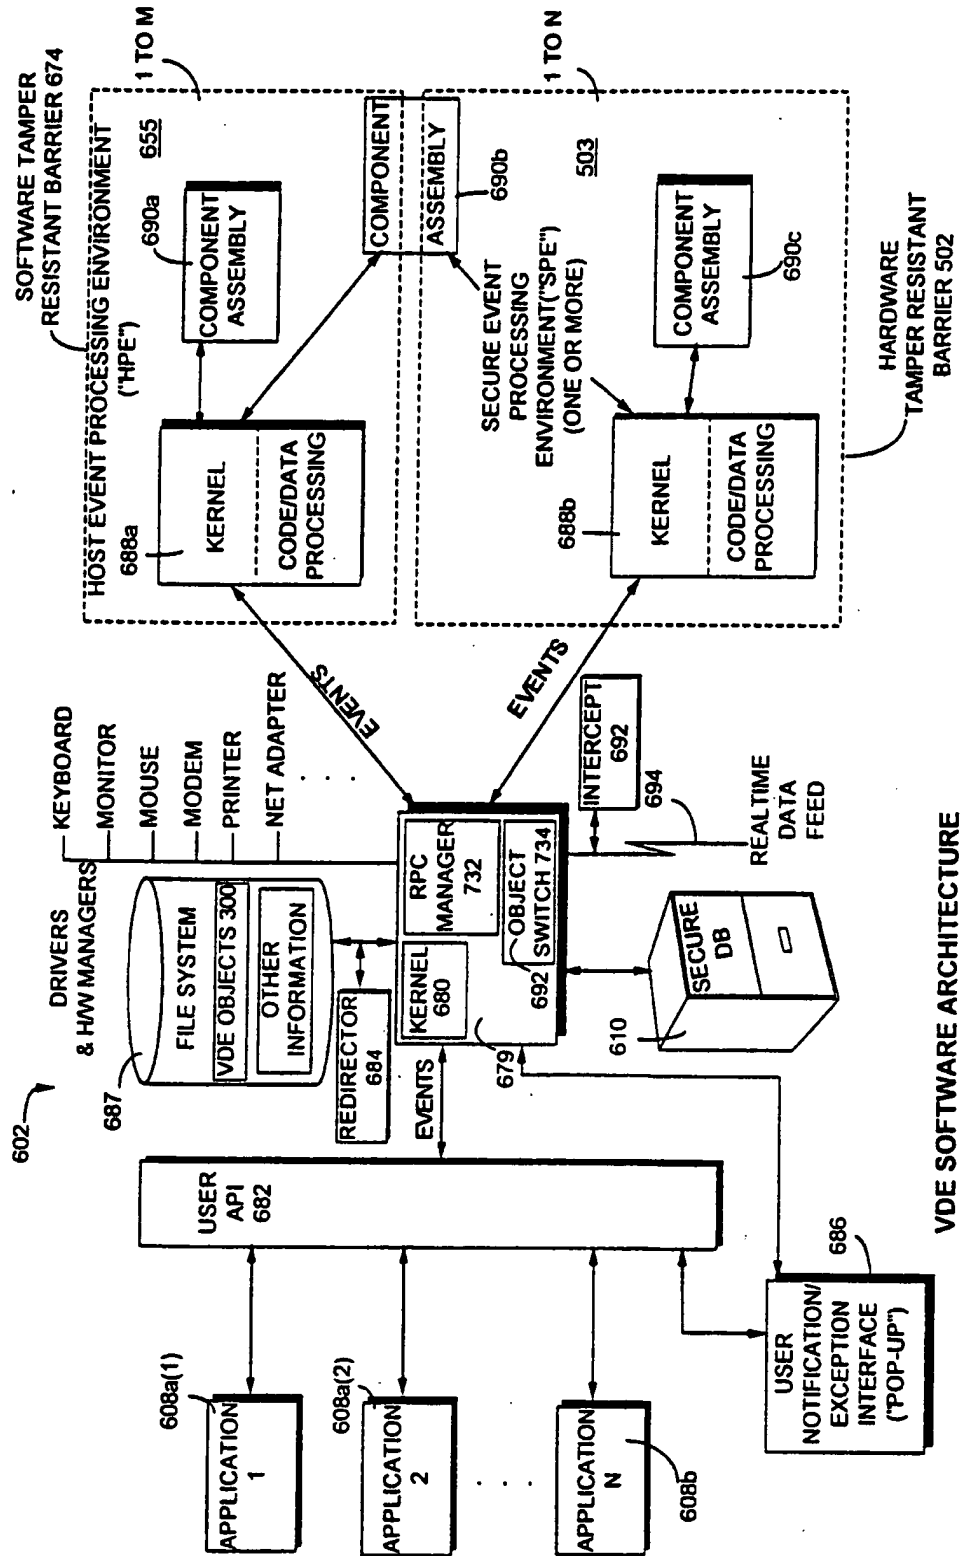 602
DRIVERS
& H/W MANAGERS
KEYBOARD
MONITOR
MOUSE
MODEM
PRINTER
NET ADAPTER
. . . .
687
FILE SYSTEM
VDE OBJECTS 300
OTHER
INFORMATION
REDIRECTOR
684
608a(1)
APPLICATION
1
608a(2)
APPLICATION
2
. . . .
APPLICATION
N
608b
USER
API
682
EVENTS
KERNEL
680
RPC
MANAGER
732
OBJECT
SWITCH 734
692
679
INTERCEPT
692
694
REALTIME
DATA
FEED
SECURE
DB
610
USER
NOTIFICATION/
EXCEPTION
INTERFACE
("POP-UP")
686
EVENTS
EVENTS
SOFTWARE TAMPER
RESISTANT BARRIER 674
HOST EVENT PROCESSING ENVIRONMENT
("HPE")
655
1 TO M
688a
KERNEL
CODE/DATA
PROCESSING
690a
COMPONENT
ASSEMBLY
COMPONENT
ASSEMBLY
690b
SECURE EVENT
PROCESSING
ENVIRONMENT("SPE")
(ONE OR MORE)
503
1 TO N
688b
KERNEL
CODE/DATA
PROCESSING
COMPONENT
ASSEMBLY
690c
HARDWARE
TAMPER RESISTANT
BARRIER 502
VDE SOFTWARE ARCHITECTURE